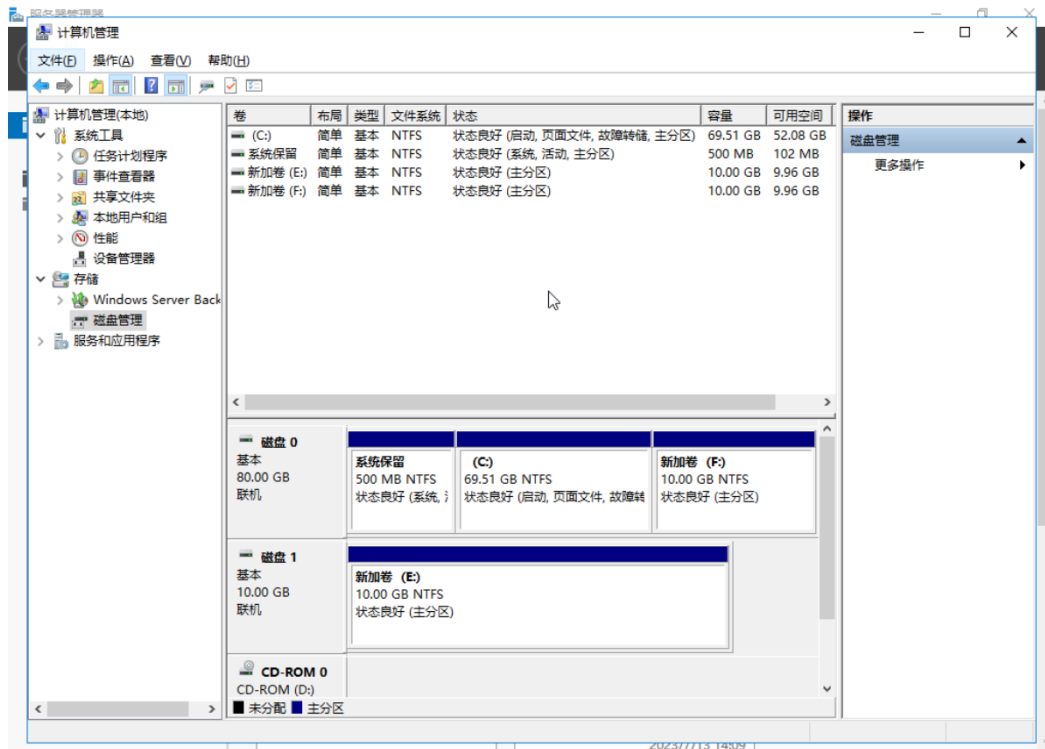 服务器管理器
计算机管理
文件(F) 操作(A) 查看(V) 帮助(H)
计算机管理(本地)
系统工具
任务计划程序
事件查看器
共享文件夹
本地用户和组
性能
设备管理器
存储
Windows Server Back
磁盘管理
服务和应用程序
卷 布局 类型 文件系统 状态 容量 可用空间
(C:) 简单 基本 NTFS 状态良好 (启动, 页面文件, 故障转储, 主分区) 69.51 GB 52.08 GB
系统保留 简单 基本 NTFS 状态良好 (系统, 活动, 主分区) 500 MB 102 MB
新加卷 (E:) 简单 基本 NTFS 状态良好 (主分区) 10.00 GB 9.96 GB
新加卷 (F:) 简单 基本 NTFS 状态良好 (主分区) 10.00 GB 9.96 GB
操作
磁盘管理
更多操作
磁盘 0
基本
80.00 GB
联机
系统保留
500 MB NTFS
状态良好 (系统,
(C:)
69.51 GB NTFS
状态良好 (启动, 页面文件, 故障转
新加卷 (F:)
10.00 GB NTFS
状态良好 (主分区)
磁盘 1
基本
10.00 GB
联机
新加卷 (E:)
10.00 GB NTFS
状态良好 (主分区)
CD-ROM 0
CD-ROM (D:)
未分配 主分区
2023/7/13 14:09